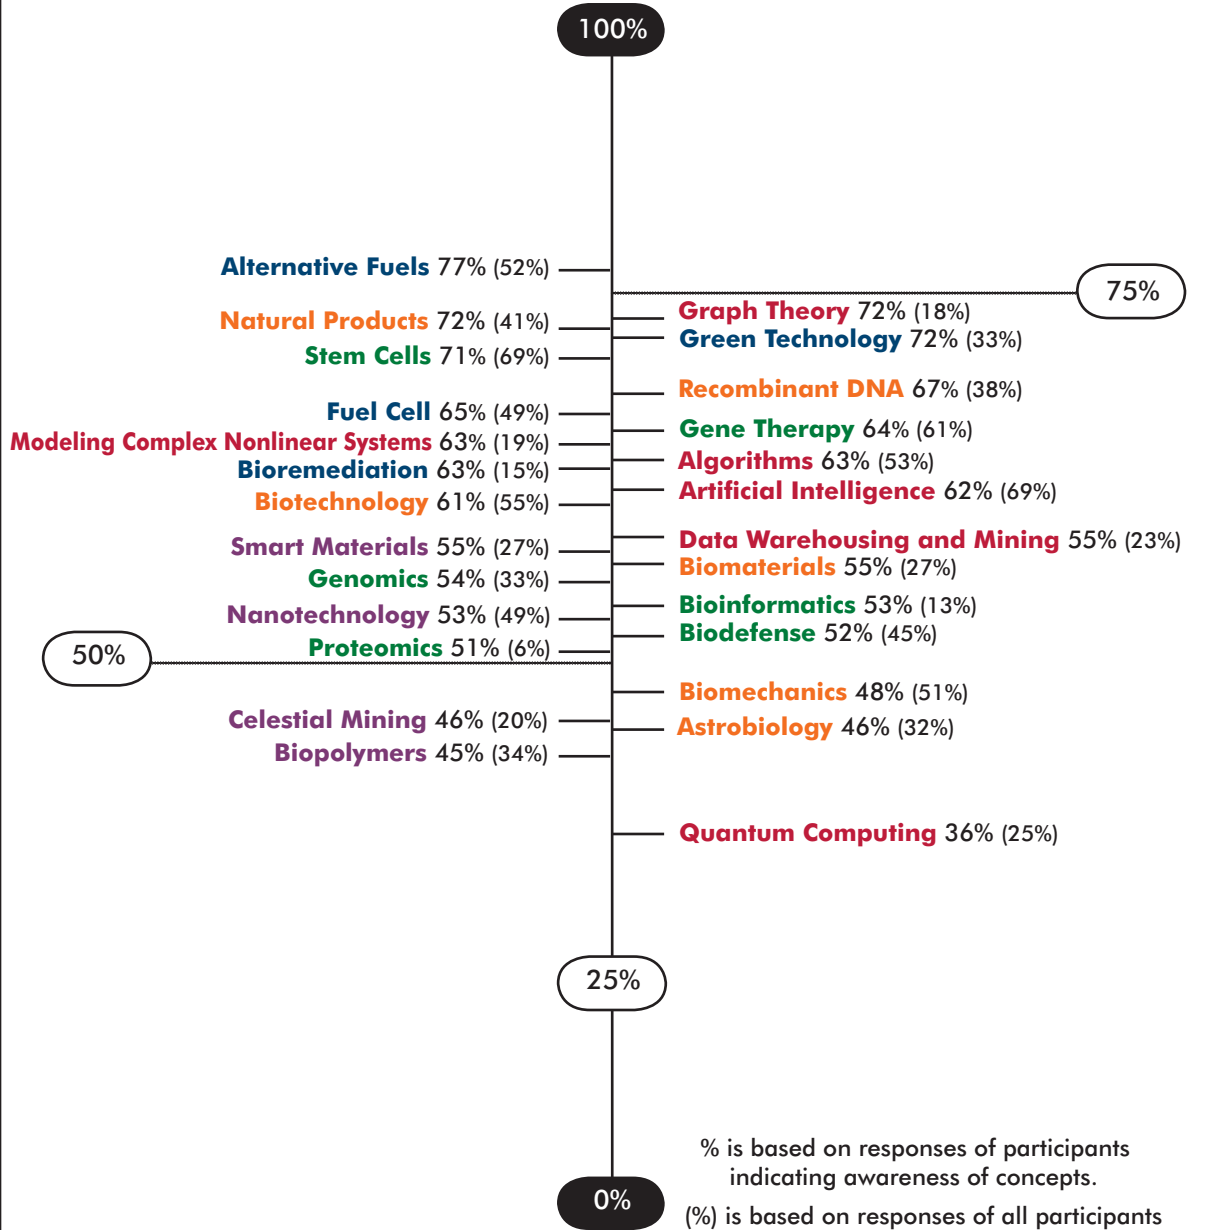 100%
Alternative Fuels 77% (52%)
75%
Graph Theory 72% (18%)
Natural Products 72% (41%)
Green Technology 72% (33%)
Stem Cells 71% (69%)
Recombinant DNA 67% (38%)
Fuel Cell 65% (49%)
Gene Therapy 64% (61%)
Modeling Complex Nonlinear Systems 63% (19%)
Algorithms 63% (53%)
Bioremediation 63% (15%)
Artificial Intelligence 62% (69%)
Biotechnology 61% (55%)
Data Warehousing and Mining 55% (23%)
Smart Materials 55% (27%)
Biomaterials 55% (27%)
Genomics 54% (33%)
Bioinformatics 53% (13%)
Nanotechnology 53% (49%)
Biodefense 52% (45%)
Proteomics 51% (6%)
50%
Biomechanics 48% (51%)
Celestial Mining 46% (20%)
Astrobiology 46% (32%)
Biopolymers 45% (34%)
Quantum Computing 36% (25%)
25%
% is based on responses of participants
indicating awareness of concepts.
0%
(%) is based on responses of all participants